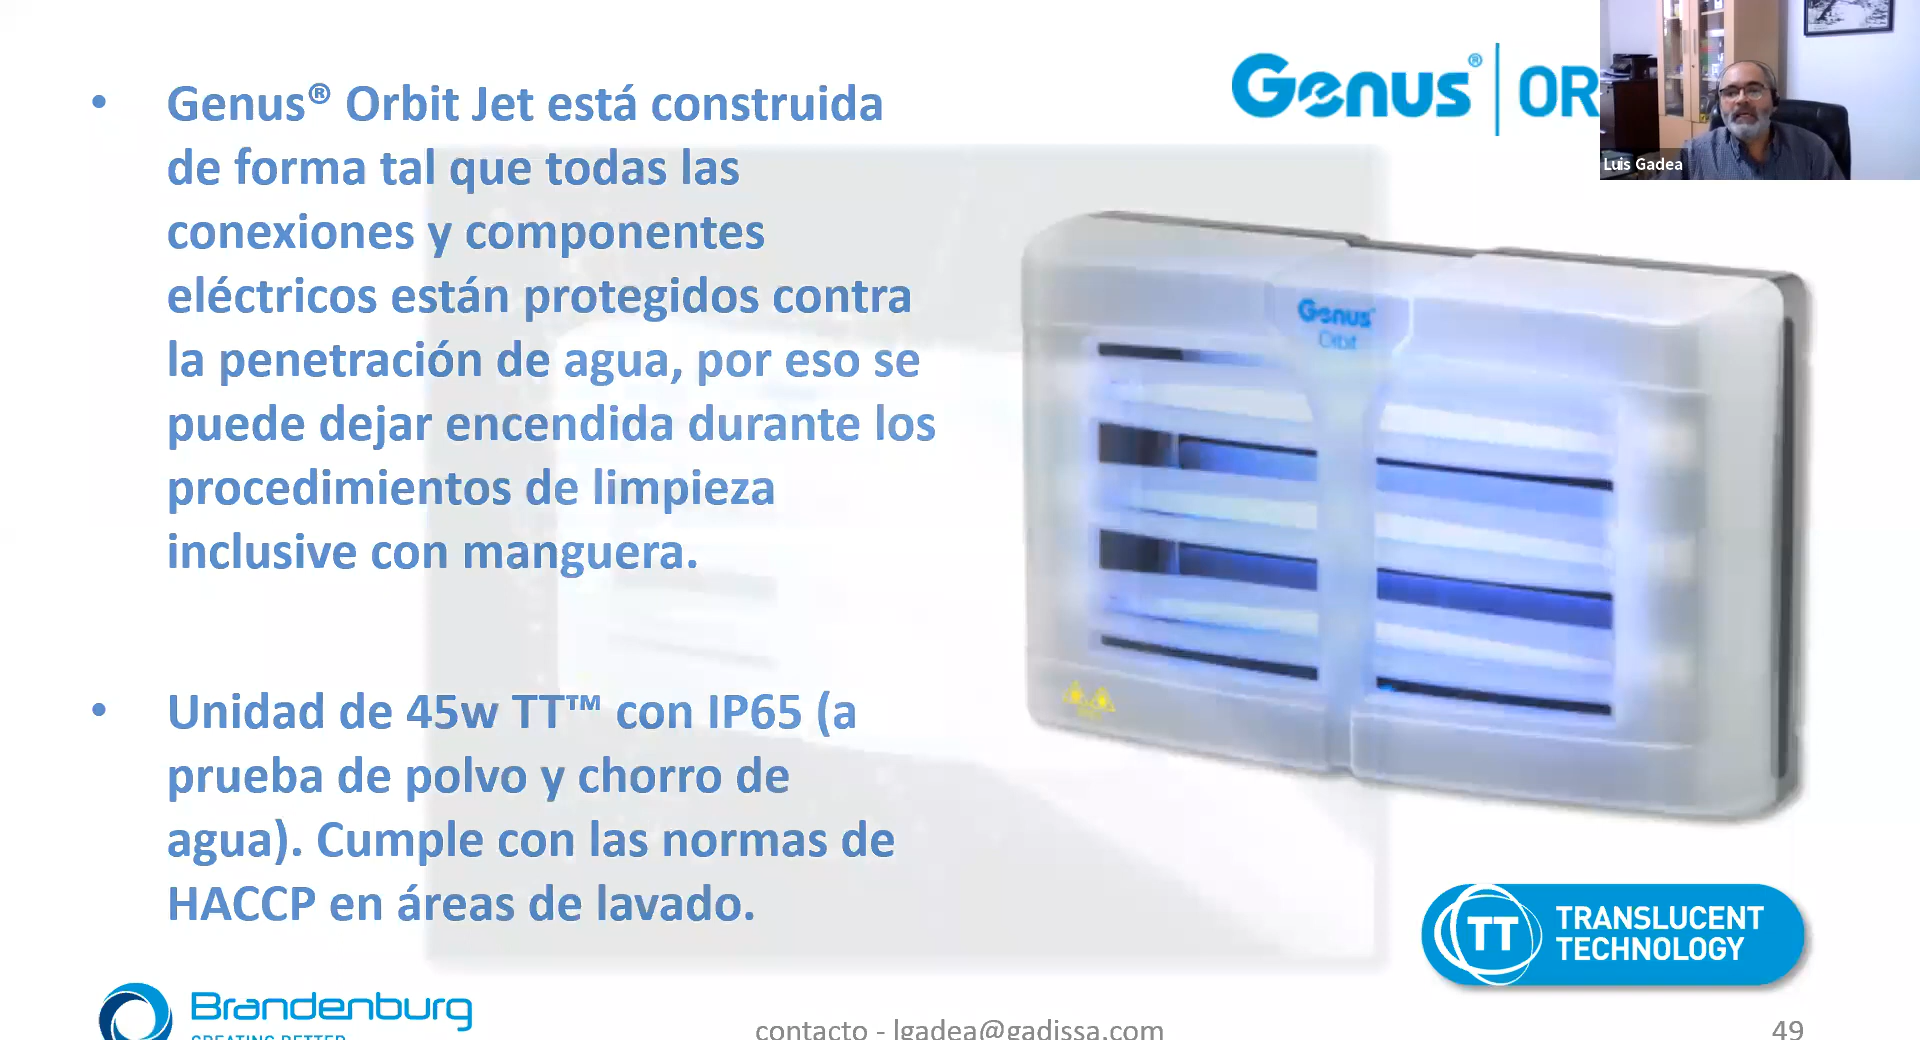 Genus® | OR
Luis Gadea
• Genus® Orbit Jet está construida
de forma tal que todas las
conexiones y componentes
eléctricos están protegidos contra
la penetración de agua, por eso se
puede dejar encendida durante los
procedimientos de limpieza
inclusive con manguera.
• Unidad de 45w TT™ con IP65 (a
prueba de polvo y chorro de
agua). Cumple con las normas de
HACCP en áreas de lavado.
Genus®
Orbit
TT TRANSLUCENT
TECHNOLOGY
Brandenburg
CREATING BETTER
contacto - lgadea@gadissa.com
49